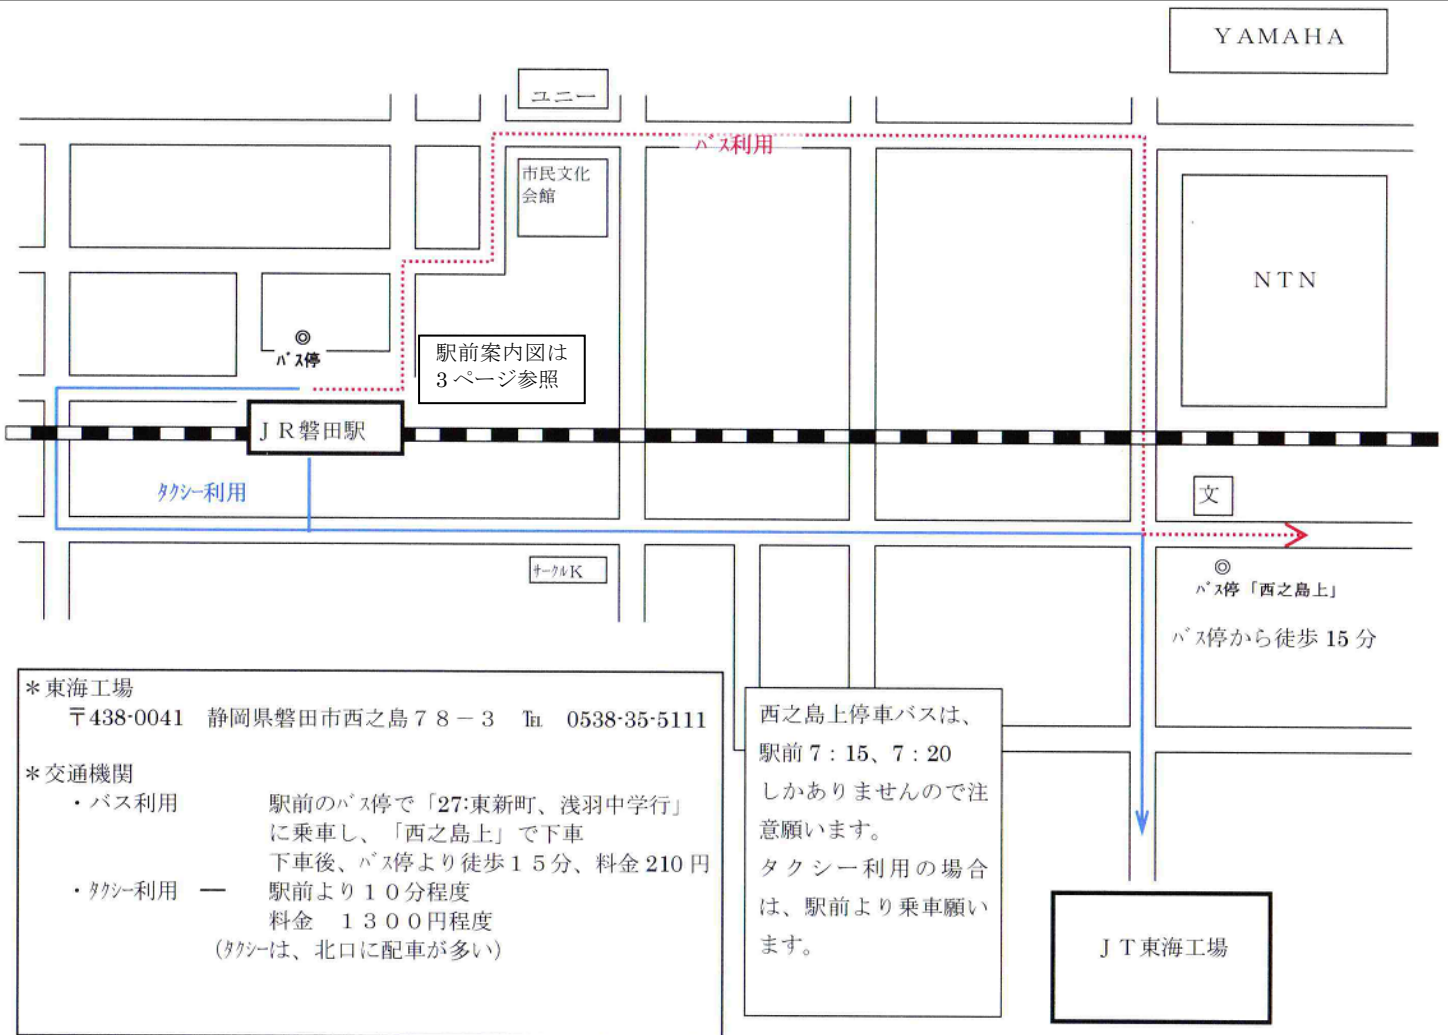 YAMAHA
ユニー
バス利用
市民文化
会館
NTN
バス停
駅前案内図は
3ページ参照
JR磐田駅
タクシー利用
文
サークルK
バス停「西之島上」
バス停から徒歩15分
＊東海工場
〒438-0041　静岡県磐田市西之島７８－３　℡　0538-35-5111
＊交通機関
・バス利用　駅前のバス停で「27:東新町、浅羽中学行」
に乗車し、「西之島上」で下車
下車後、バス停より徒歩１５分、料金210円
・タクシー利用　―　駅前より１０分程度
料金　１３００円程度
（タクシーは、北口に配車が多い）
西之島上停車バスは、
駅前7：15、7：20
しかありませんので注
意願います。
タクシー利用の場合
は、駅前より乗車願い
ます。
JT東海工場